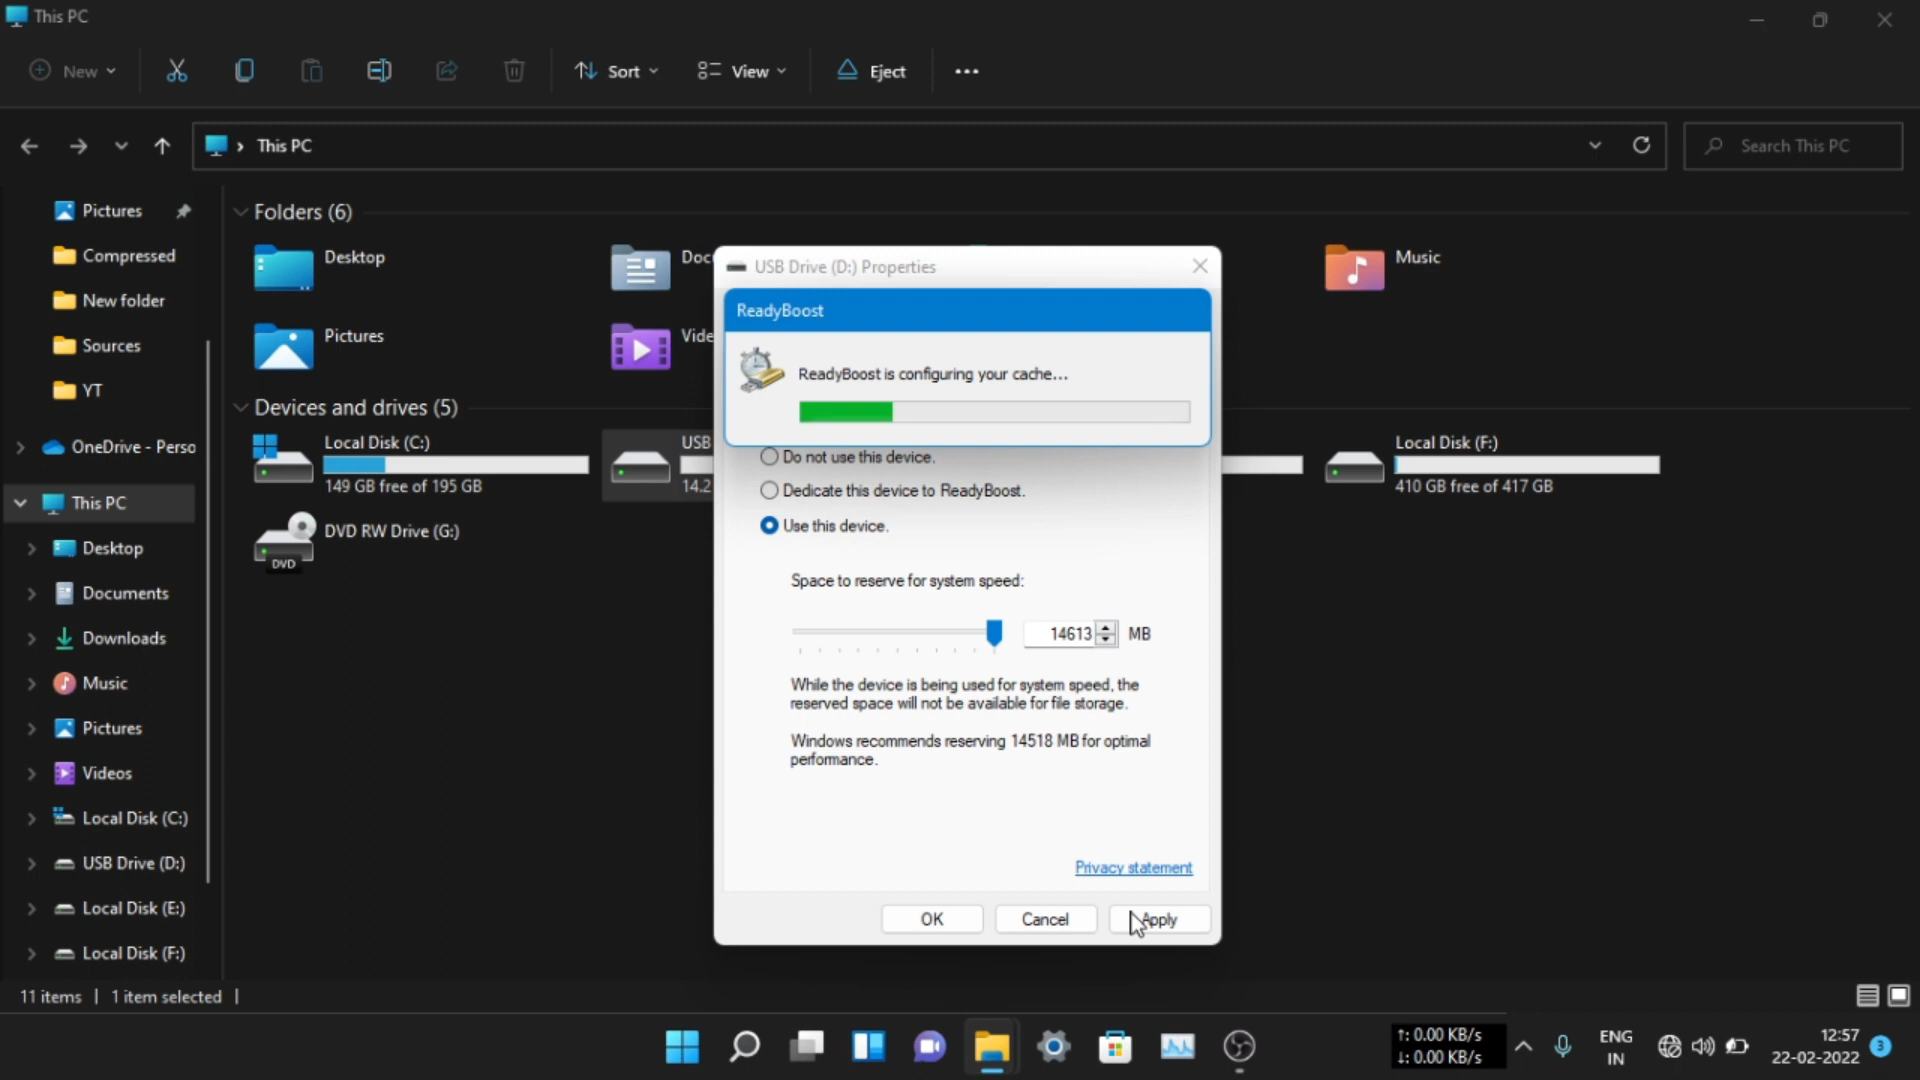 This PC
New
Sort
View
Eject
This PC
Search This PC
Pictures
Compressed
New folder
Sources
YT
OneDrive - Perso
This PC
Desktop
Documents
Downloads
Music
Pictures
Videos
Local Disk (C:)
USB Drive (D:)
Local Disk (E:)
Local Disk (F:)
Folders (6)
Desktop
Music
Pictures
Devices and drives (5)
Local Disk (C:)
149 GB free of 195 GB
USB
14.2
Local Disk (F:)
410 GB free of 417 GB
DVD RW Drive (G:)
DVD
USB Drive (D:) Properties
ReadyBoost
ReadyBoost is configuring your cache...
Do not use this device.
Dedicate this device to ReadyBoost.
Use this device.
Space to reserve for system speed:
14613 MB
While the device is being used for system speed, the
reserved space will not be available for file storage.
Windows recommends reserving 14518 MB for optimal
performance.
Privacy statement
OK
Cancel
Apply
11 items | 1 item selected |
↑: 0.00 KB/s
↓: 0.00 KB/s
ENG
IN
12:57
22-02-2022
3